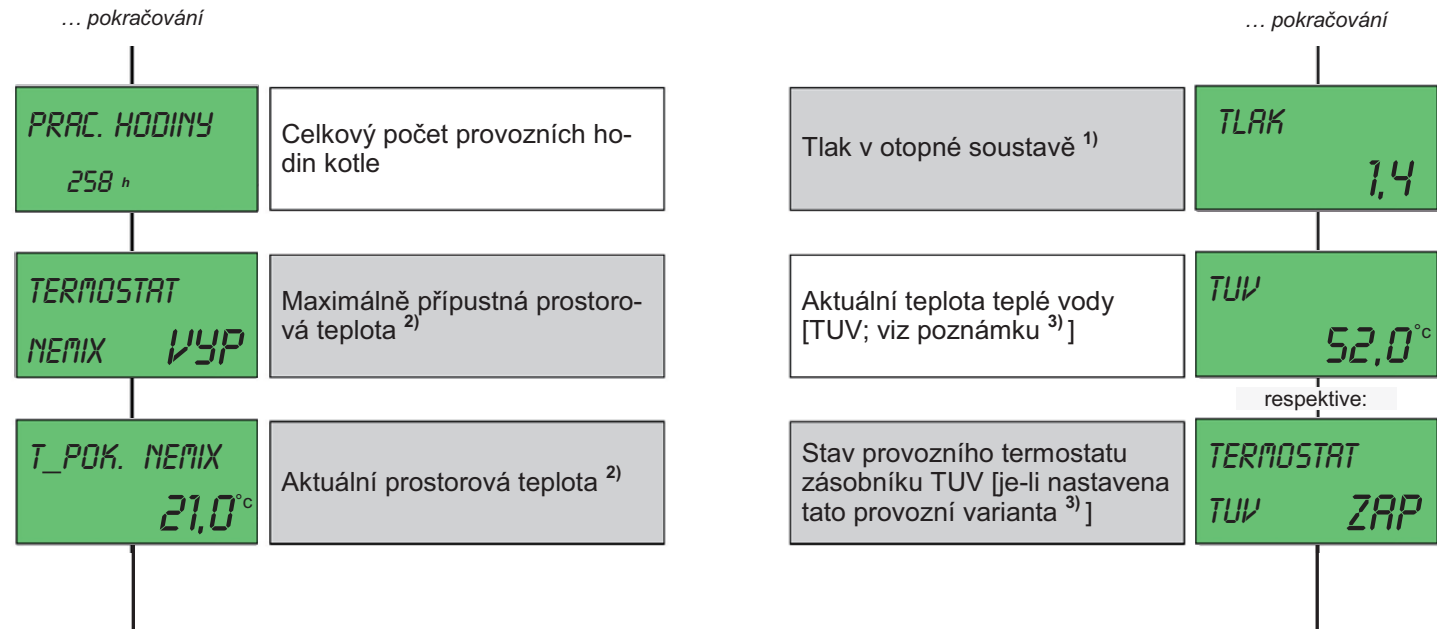 … pokračování
PRAC. HODINY
258 h
Celkový počet provozních ho-
din kotle
TERMOSTAT
NEMIX VYP
Maximálně přípustná prostoro-
vá teplota 2)
T_POK. NEMIX
21,0°c
Aktuální prostorová teplota 2)
… pokračování
Tlak v otopné soustavě 1)
TLAK
1,4
Aktuální teplota teplé vody
[TUV; viz poznámku 3) ]
TUV
52,0°c
respektive:
Stav provozního termostatu
zásobníku TUV [je-li nastavena
tato provozní varianta 3) ]
TERMOSTAT
TUV ZAP